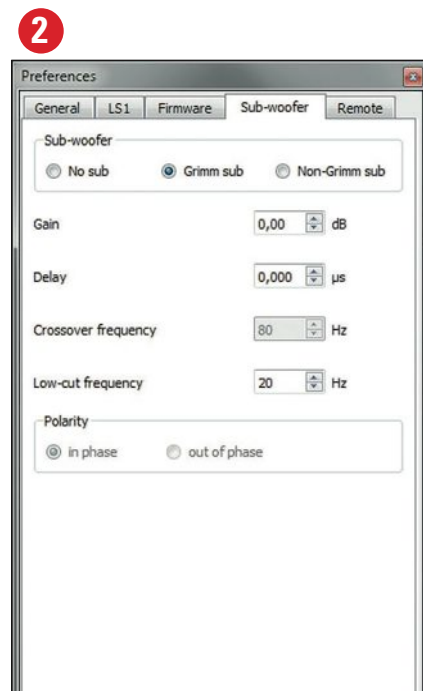 2
Preferences
General LS1 Firmware Sub-woofer Remote
Sub-woofer
No sub Grimm sub Non-Grimm sub
Gain 0,00 dB
Delay 0,000 µs
Crossover frequency 80 Hz
Low-cut frequency 20 Hz
Polarity
in phase out of phase